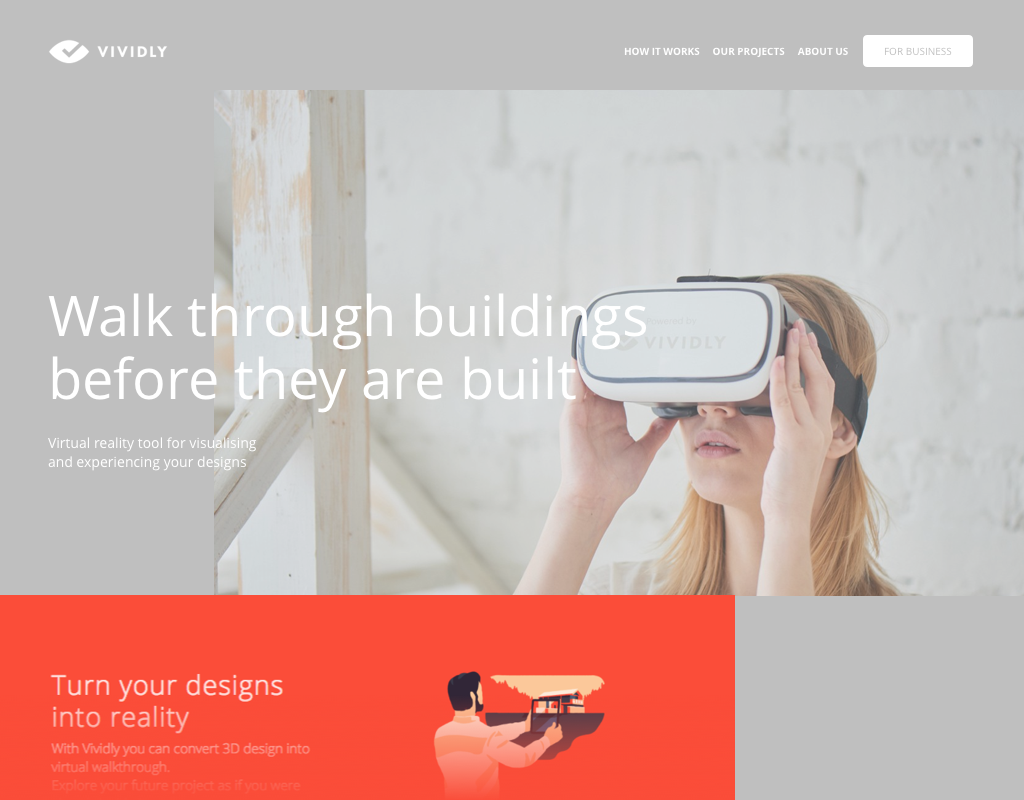 VIVIDLY
HOW IT WORKS
OUR PROJECTS
ABOUT US
FOR BUSINESS
Walk through buildings
before they are built
powered by
VIVIDLY
Virtual reality tool for visualising
and experiencing your designs
Turn your designs
into reality
With Vividly you can convert 3D design into
virtual walkthrough.
Explore your future project as if you were